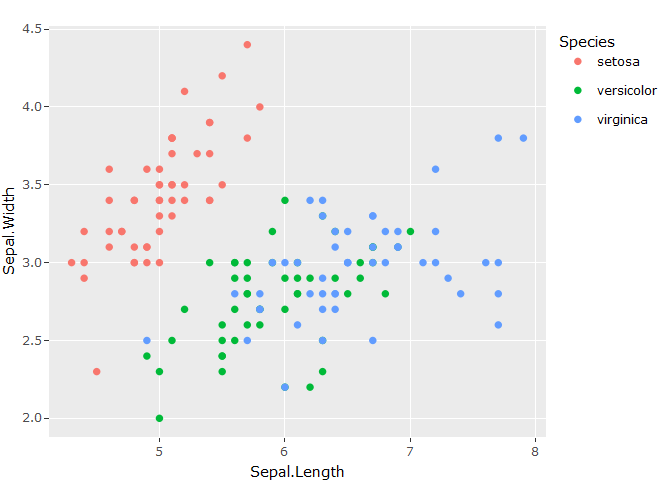 4.5
4.0
3.5
3.0
2.5
2.0
Sepal.Width
5 6 7 8
Sepal.Length
Species
setosa
versicolor
virginica